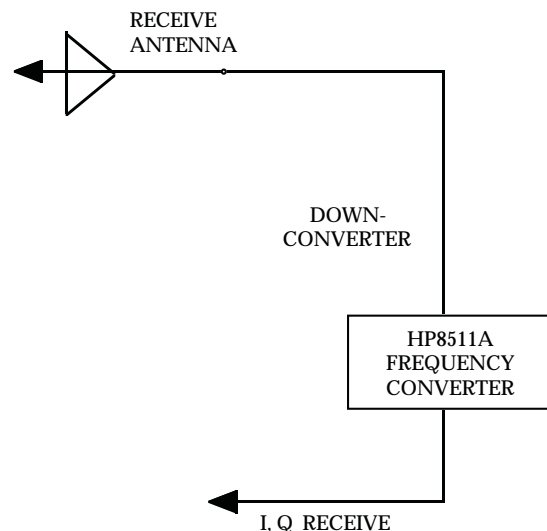 RECEIVE
ANTENNA
DOWN-
CONVERTER
HP8511A
FREQUENCY
CONVERTER
I, Q RECEIVE